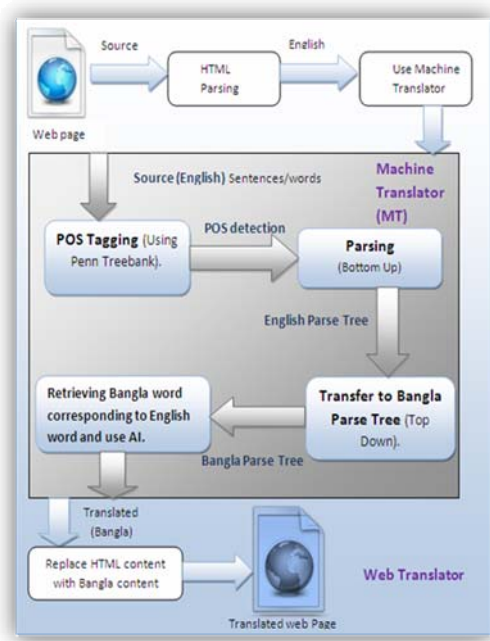 Source
English
HTML
Parsing
Use Machine
Translator
Web page
Source (English) Sentences/words
Machine
Translator
(MT)
POS Tagging (Using
Penn Treebank).
POS detection
Parsing
(Bottom Up)
English Parse Tree
Retrieving Bangla word
corresponding to English
word and use AI.
Transfer to Bangla
Parse Tree (Top
Down).
Bangla Parse Tree
Translated
(Bangla)
Replace HTML content
with Bangla content
Web Translator
Translated web Page